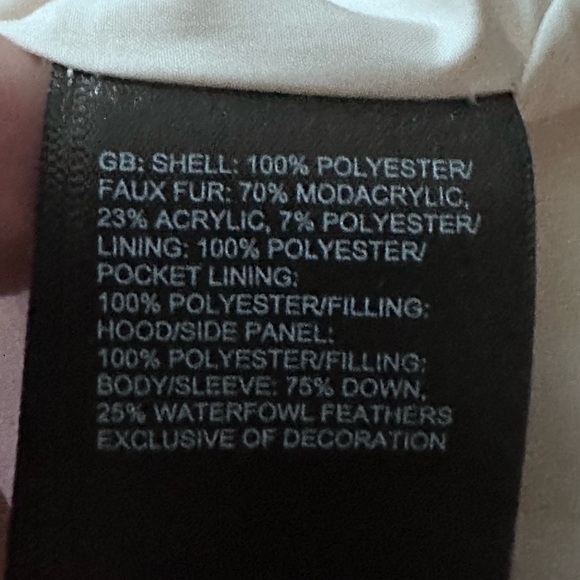 GB: SHELL: 100% POLYESTER/
FAUX FUR: 70% MODACRYLIC,
23% ACRYLIC, 7% POLYESTER/
LINING: 100% POLYESTER/
POCKET LINING:
100% POLYESTER/FILLING:
HOOD/SIDE PANEL:
100% POLYESTER/FILLING:
BODY/SLEEVE: 75% DOWN,
25% WATERFOWL FEATHERS
EXCLUSIVE OF DECORATION